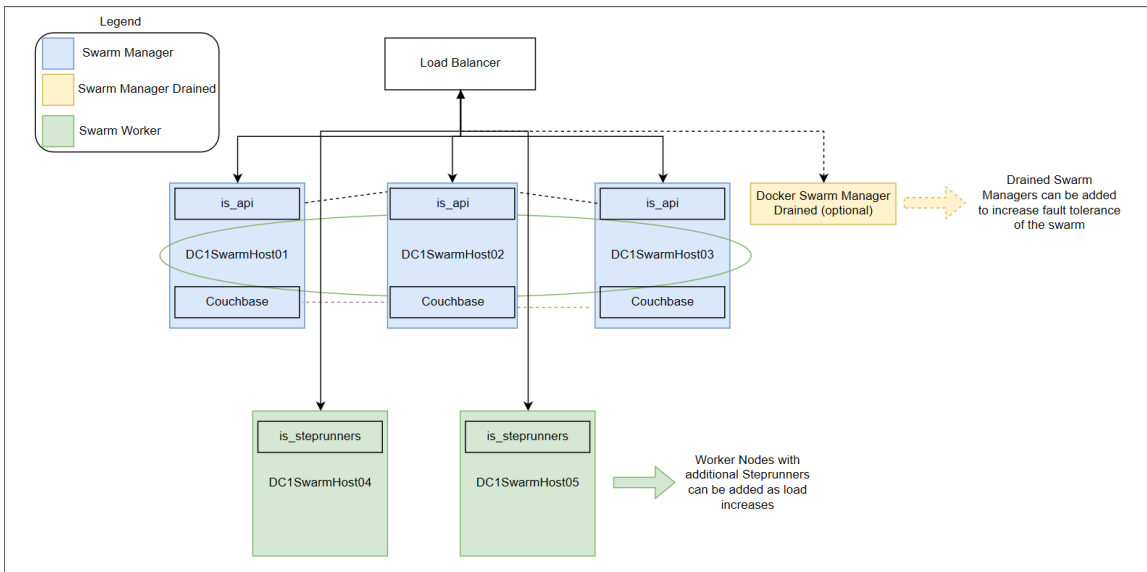 Legend
Swarm Manager
Swarm Manager Drained
Swarm Worker
Load Balancer
is_api
is_api
is_api
Docker Swarm Manager
Drained (optional)
Drained Swarm
Managers can be added
to increase fault tolerance
of the swarm
DC1SwarmHost01
DC1SwarmHost02
DC1SwarmHost03
Couchbase
Couchbase
Couchbase
is_steprunners
is_steprunners
DC1SwarmHost04
DC1SwarmHost05
Worker Nodes with
additional Steprunners
can be added as load
increases